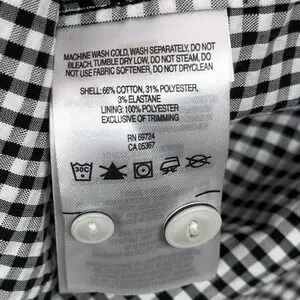 MACHINE WASH COLD, WASH SEPARATELY, DO NOT
BLEACH, TUMBLE DRY LOW, DO NOT STEAM, DO
NOT USE FABRIC SOFTENER, DO NOT DRYCLEAN
SHELL: 66% COTTON, 31% POLYESTER,
3% ELASTANE
LINING: 100% POLYESTER
EXCLUSIVE OF TRIMMING
RN 69724
CA 05367
30C